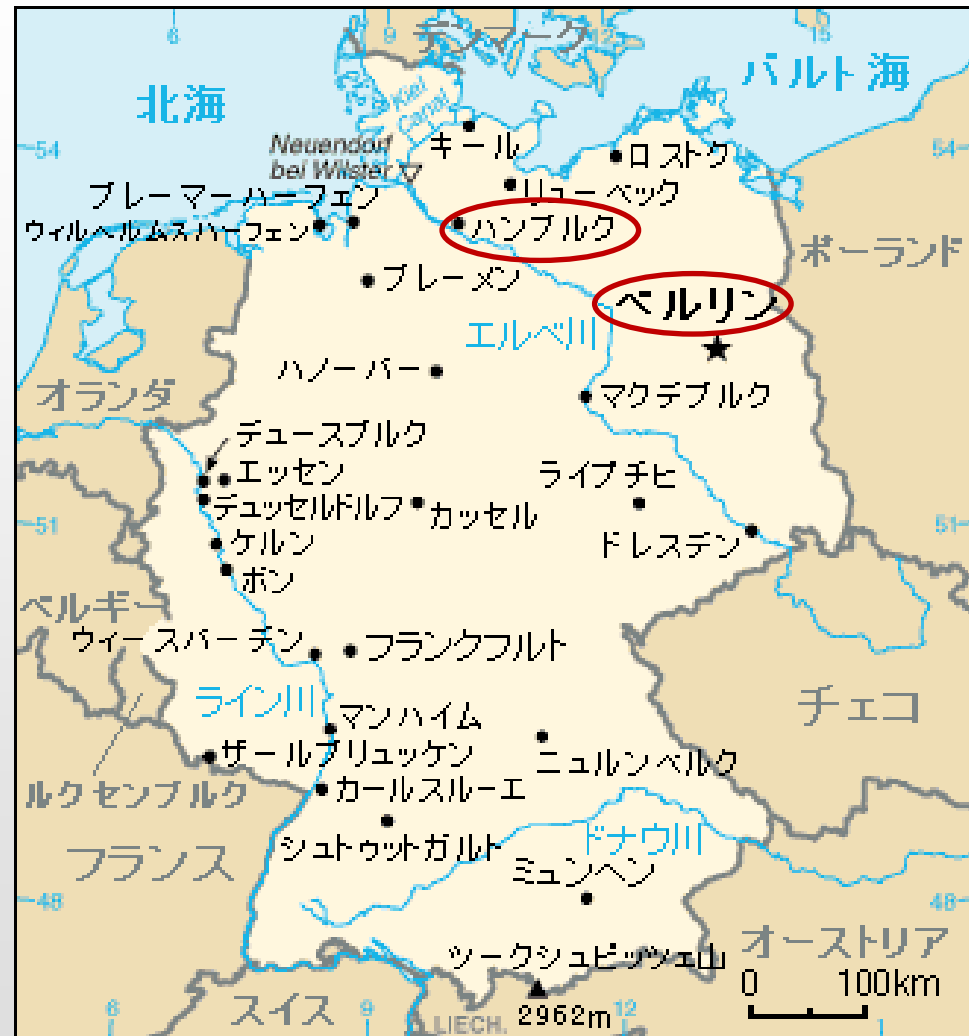 6
9
12
15
デンマーク
バルト海
北海
Kiel
Canal
キール
54
Neuendorf
bel Wilster
ロストク
54
ブレーマーハーフェン
リューベック
ウィルヘルムスハーフェン
ハンブルク
ポーランド
ブレーメン
ベルリン
エルベ川
ハノーバー
オランダ
マクデブルク
デュースブルク
エッセン
ライプチヒ
デュッセルドルフ
カッセル
51
51
ケルン
ドレスデン
ボン
ベルギー
ウィースバーデン
フランクフルト
ライン川
チェコ
マンハイム
ザールブリュッケン
ニュルンベルク
ルクセンブルク
カールスルーエ
シュトゥットガルト
ドナウ川
フランス
ミュンヘン
48
48
ツークシュピッツェ山
オーストリア
0 100km
6
スイス
9
LIECH.
2962m
12